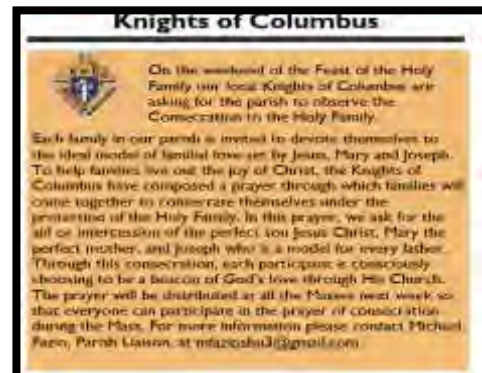 Knights of Columbus
On the weekend of the Feast of the Holy
Family our local Knights of Columbus are
asking for the parish to observe the
Consecration to the Holy Family.
Each family in our parish is invited to devote themselves to
the ideal model of familial love set by Jesus, Mary and Joseph.
To help families live out the joy of Christ, the Knights of
Columbus have composed a prayer through which families will
come together to consecrate themselves under the
protection of the Holy Family. In this prayer, we ask for the
aid or intercession of the perfect son Jesus Christ, Mary the
perfect mother, and Joseph who is a model for every father.
Through this consecration, each participant is consciously
choosing to be a beacon of God's love through His Church.
The prayer will be distributed at all the Masses next week so
that everyone can participate in the prayer of consecration
during the Mass. For more information please contact Michael
Fazio, Parish Liaison, at